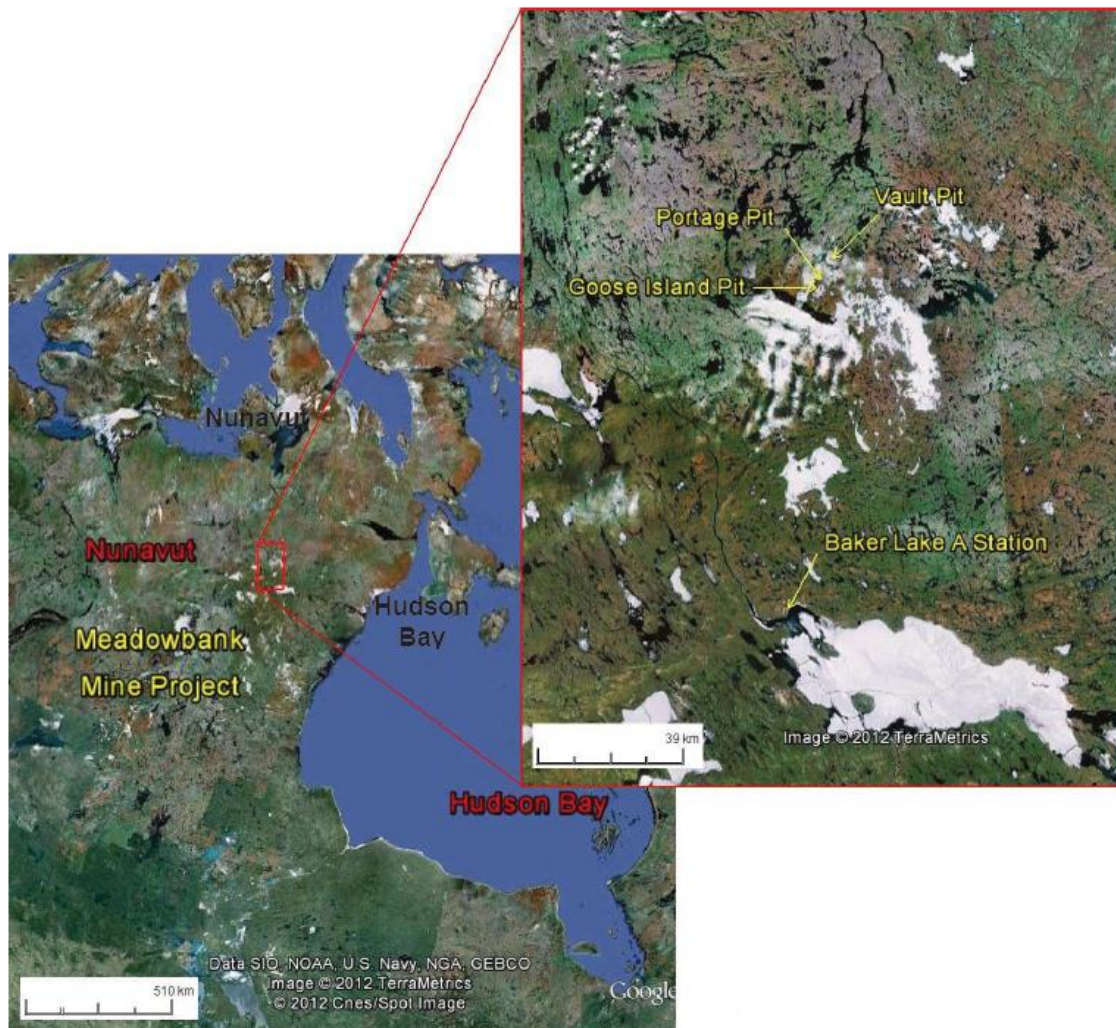 Vault Pit
Portage Pit
Goose Island Pit
Baker Lake A Station
39 km
Image © 2012 TerraMetrics
Nunavut
Nunavut
Hudson
Bay
Meadowbank
Mine Project
Hudson Bay
Data SIO, NOAA, U.S. Navy, NGA, GEBCO
Image © 2012 TerraMetrics
© 2012 Cnes/Spot Image
Google
510 km